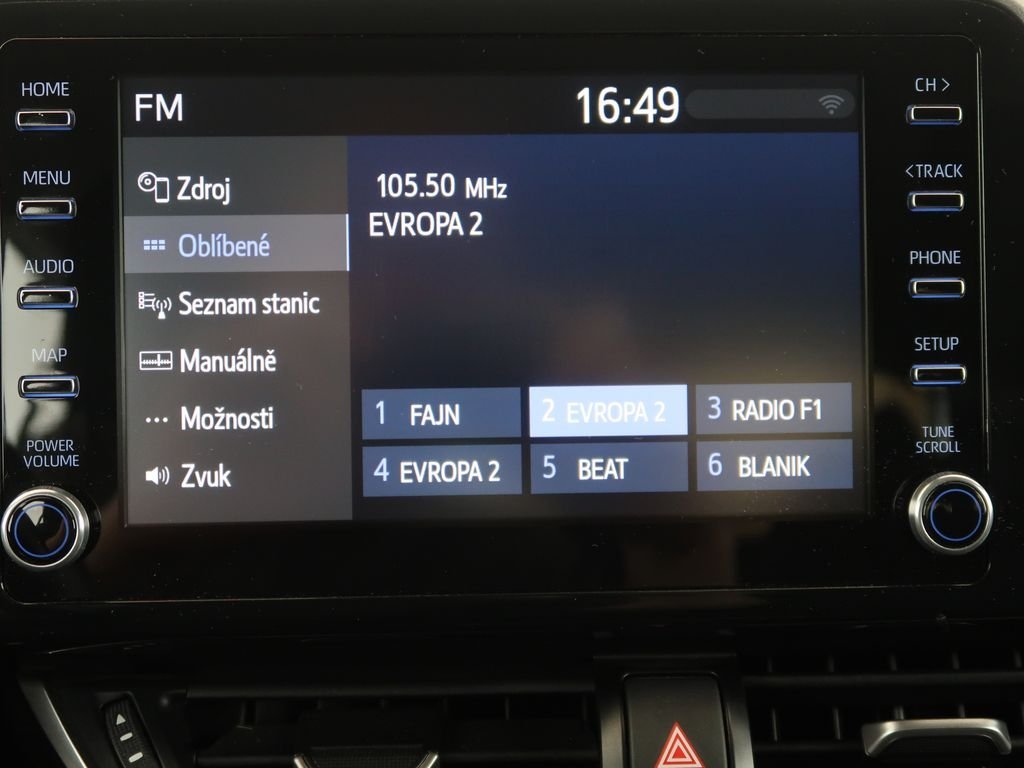 HOME
MENU
AUDIO
MAP
POWER
VOLUME
FM
16:49
Zdroj
Oblíbené
Seznam stanic
Manuálně
Možnosti
Zvuk
105.50 MHz
EVROPA 2
1 FAJN
2 EVROPA 2
3 RADIO F1
4 EVROPA 2
5 BEAT
6 BLANIK
CH >
<TRACK
PHONE
SETUP
TUNE
SCROLL